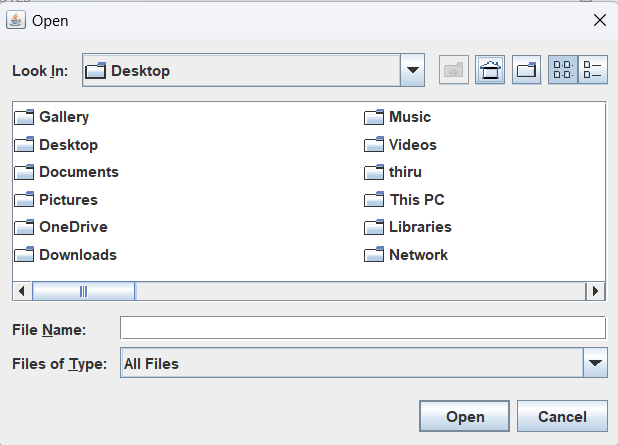 Open
Look In: Desktop
Gallery
Desktop
Documents
Pictures
OneDrive
Downloads
Music
Videos
thiru
This PC
Libraries
Network
File Name:
Files of Type: All Files
Open Cancel